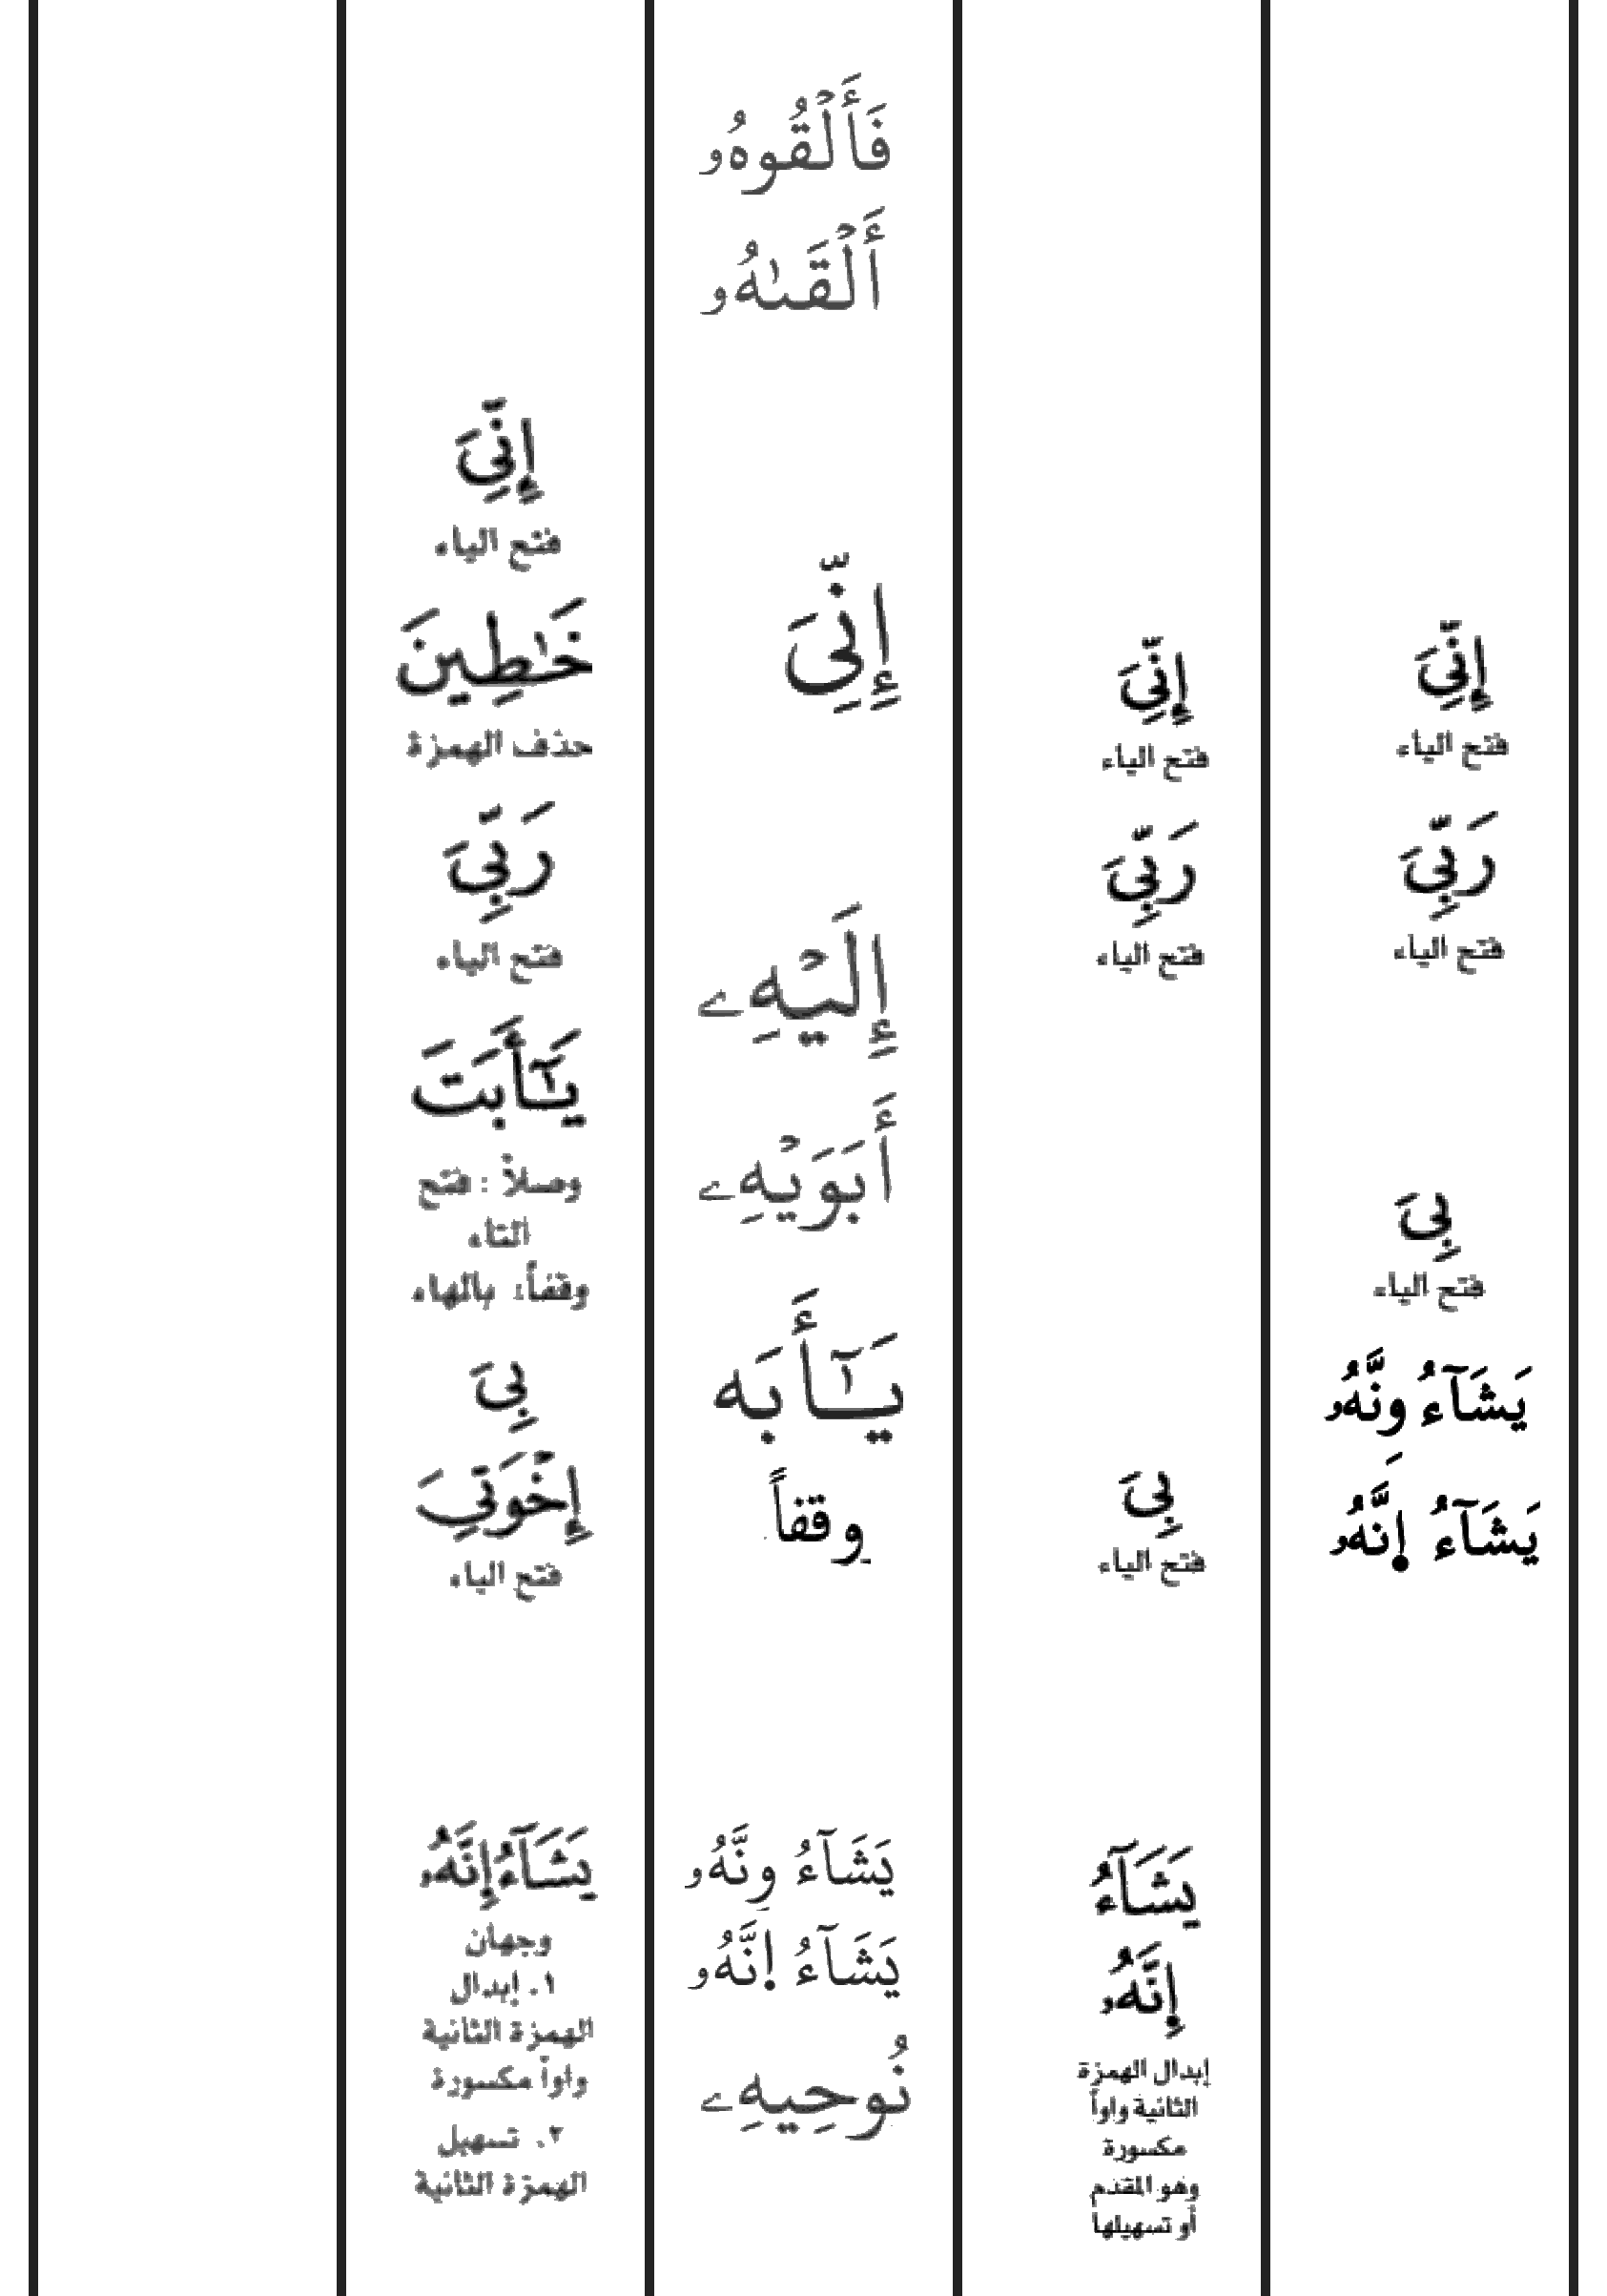 إِنِّيَ
فتح الياء
رَبِّيَ
فتح الياء
بِيَ
فتح الياء
يَشَآءُ وِنَّهُۥ
يَشَآءُ اِنَّهُۥ
إِنِّيَ
فتح الياء
رَبِّيَ
فتح الياء
بِيَ
فتح الياء
يَشَآءُ
إِنَّهُۥ
إبدال الهمزة
الثانية واواً
مكسورة
وهو المقدم
أو تسهيلها
فَأَلۡقُوهُۥ
أَلۡقَىٰهُۥ
إِنِّيَ
إِلَيۡهِۦ
أَبَوَيۡهِۦ
يَٰٓأَبَه
وقفاً
يَشَآءُ وِنَّهُۥ
يَشَآءُ اِنَّهُۥ
نُوحِيهِۦ
إِنِّيَ
فتح الياء
خَٰطِينَ
حذف الهمزة
رَبِّيَ
فتح الياء
يَٰٓأَبَتَ
وصلاً : فتح
التاء
وقفاً: بالهاء
بِيَ
إِخۡوَتِيَ
فتح الياء
يَشَآءُ إِنَّهُۥ
وجهان
١. إبدال
الهمزة الثانية
واواً مكسورة
٢. تسهيل
الهمزة الثانية